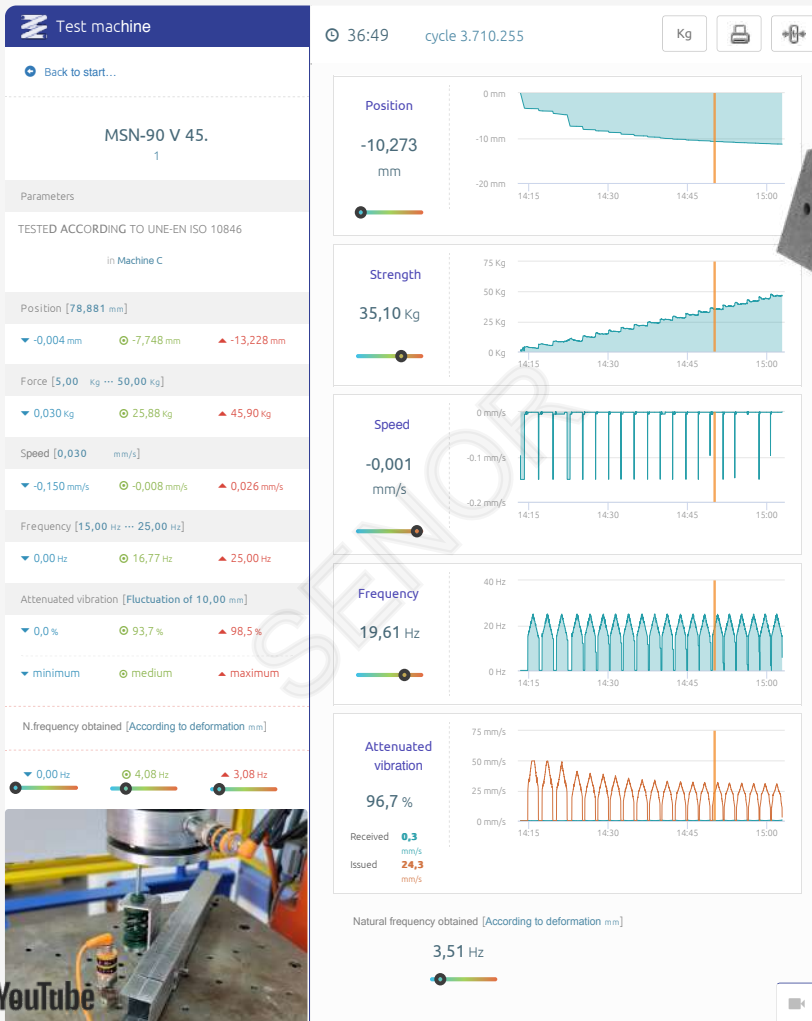 Test machine
Back to start...
MSN-90 V 45.
1
Parameters
TESTED ACCORDING TO UNE-EN ISO 10846
in Machine C
Position [78,881 mm]
-0,004 mm -7,748 mm -13,228 mm
Force [5,00 Kg ··· 50,00 Kg]
0,030 Kg 25,88 Kg 45,90 Kg
Speed [0,030 mm/s]
-0,150 mm/s -0,008 mm/s 0,026 mm/s
Frequency [15,00 Hz ··· 25,00 Hz]
0,00 Hz 16,77 Hz 25,00 Hz
Attenuated vibration [Fluctuation of 10,00 mm]
0,0 % 93,7 % 98,5 %
minimum medium maximum
N.frequency obtained [According to deformation mm]
0,00 Hz 4,08 Hz 3,08 Hz
YouTube
36:49 cycle 3.710.255 Kg
Position
-10,273
mm
0 mm
-10 mm
-20 mm
14:15 14:30 14:45 15:00
Strength
35,10 Kg
75 Kg
50 Kg
25 Kg
0 Kg
14:15 14:30 14:45 15:00
Speed
-0,001
mm/s
0 mm/s
-0.1 mm/s
-0.2 mm/s
14:15 14:30 14:45 15:00
Frequency
19,61 Hz
40 Hz
20 Hz
0 Hz
14:15 14:30 14:45 15:00
Attenuated
vibration
96,7 %
Received 0,3
mm/s
Issued 24,3
mm/s
75 mm/s
50 mm/s
25 mm/s
0 mm/s
14:15 14:30 14:45 15:00
Natural frequency obtained [According to deformation mm]
3,51 Hz
SENOR